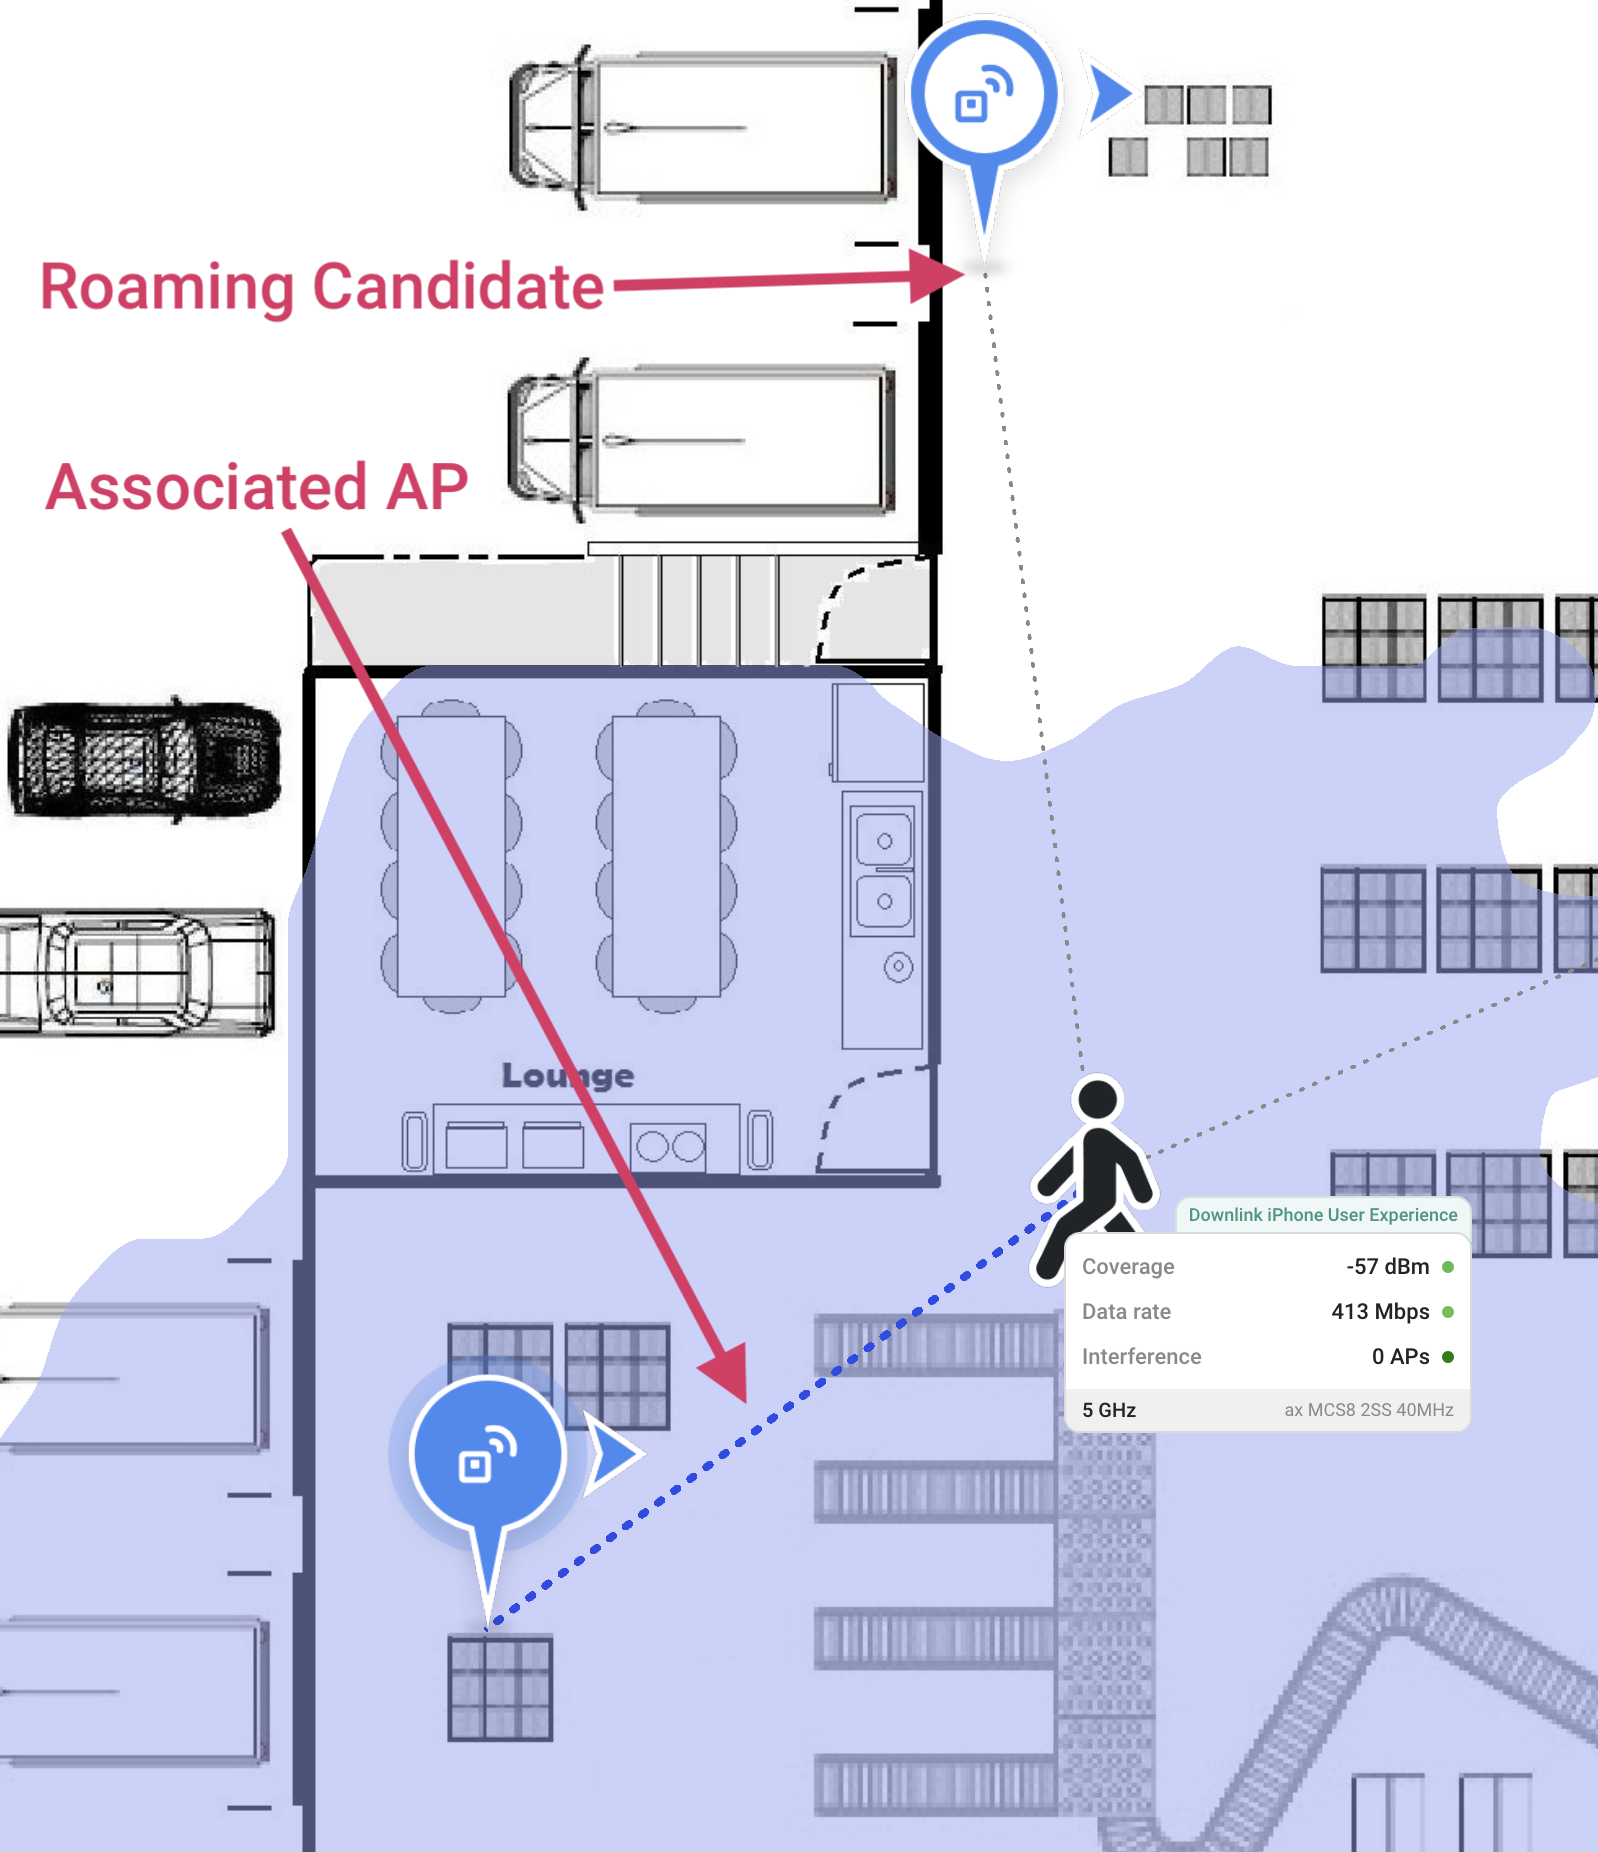 Roaming Candidate
Associated AP
Lounge
Downlink iPhone User Experience
Coverage -57 dBm
Data rate 413 Mbps
Interference 0 APs
5 GHz ax MCS8 2SS 40MHz